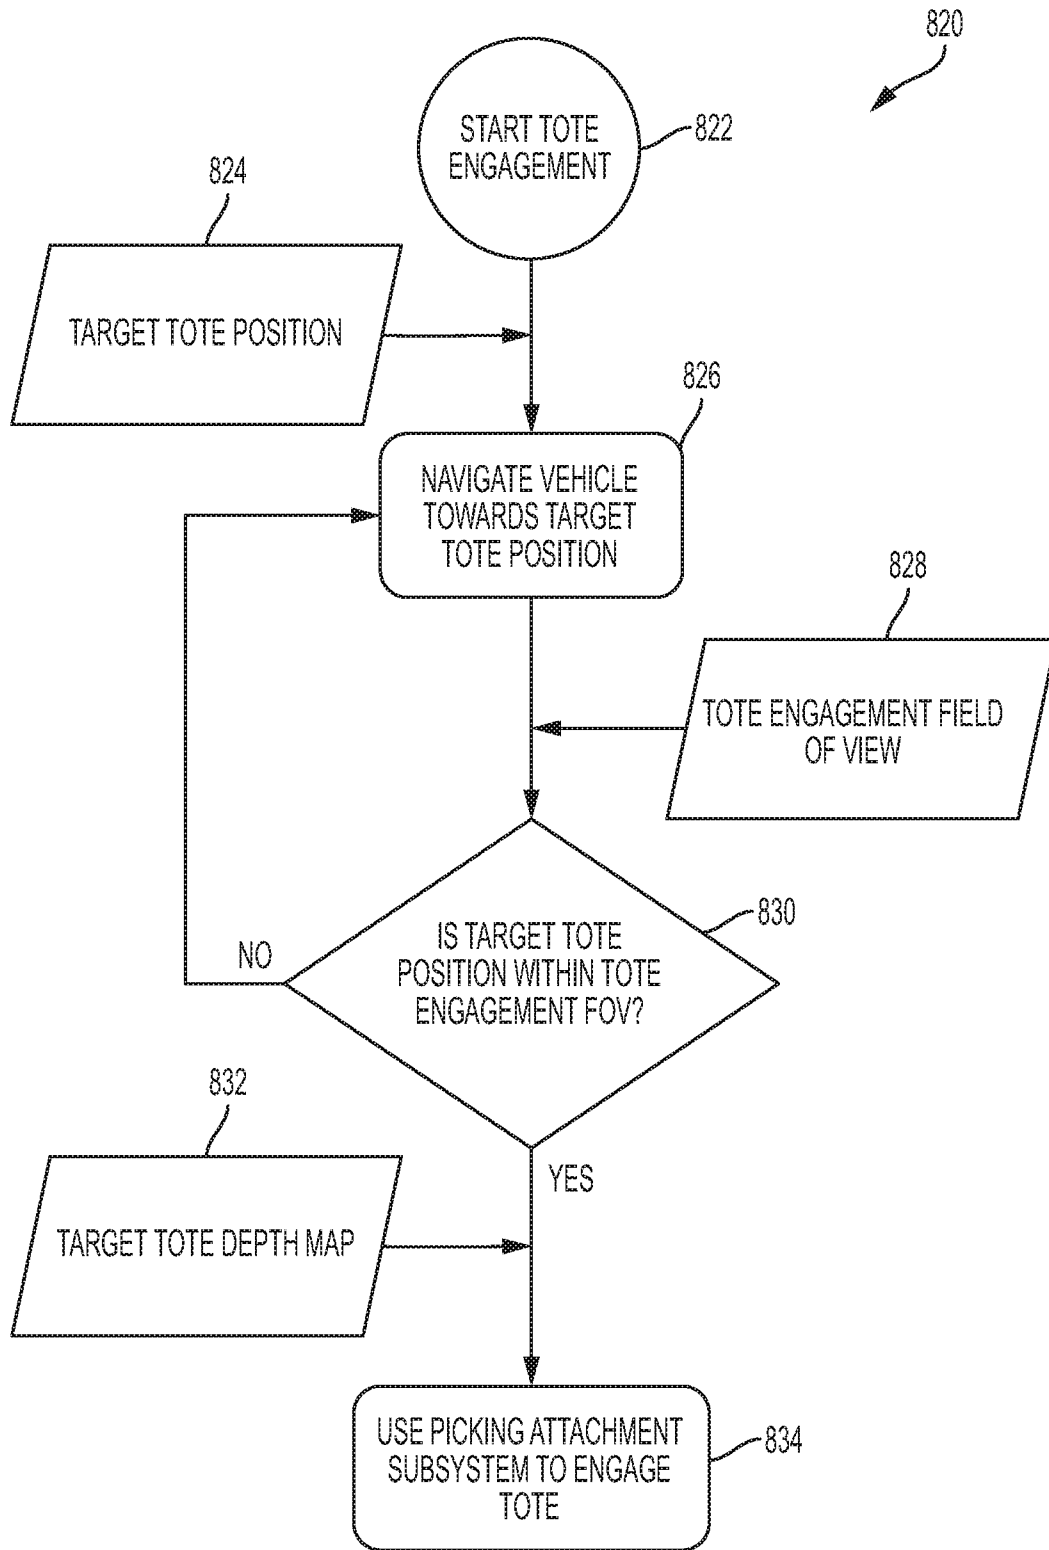 820
START TOTE
ENGAGEMENT
822
824
TARGET TOTE POSITION
826
NAVIGATE VEHICLE
TOWARDS TARGET
TOTE POSITION
828
TOTE ENGAGEMENT FIELD
OF VIEW
830
IS TARGET TOTE
POSITION WITHIN TOTE
ENGAGEMENT FOV?
NO
YES
832
TARGET TOTE DEPTH MAP
USE PICKING ATTACHMENT
SUBSYSTEM TO ENGAGE
TOTE
834